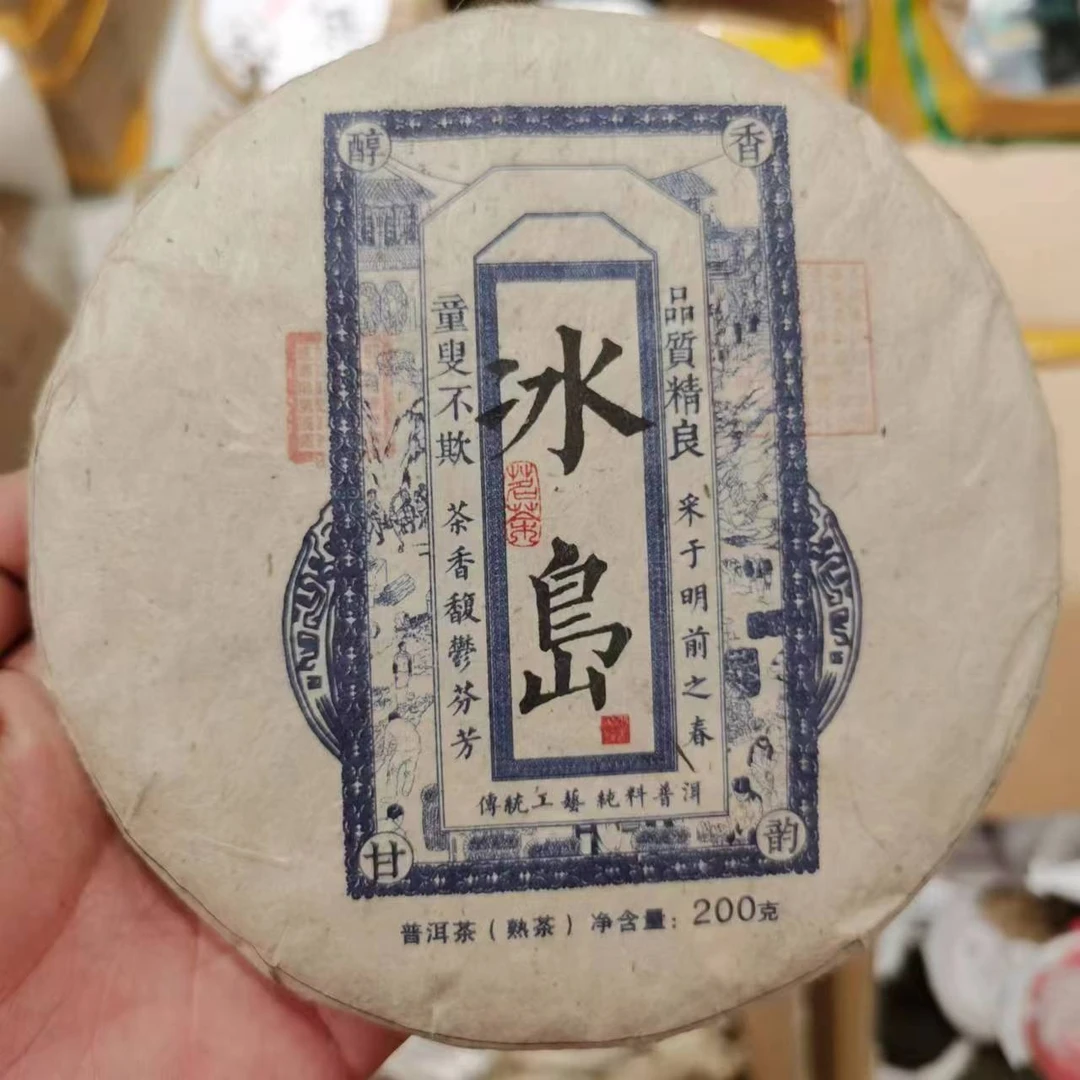 醇
香
品質精良 采于明前之春
冰島
茗茶
童叟不欺 茶香馥鬱芬芳
傳統工藝 純料普洱
甘
韵
普洱茶（熟茶） 净含量：200克